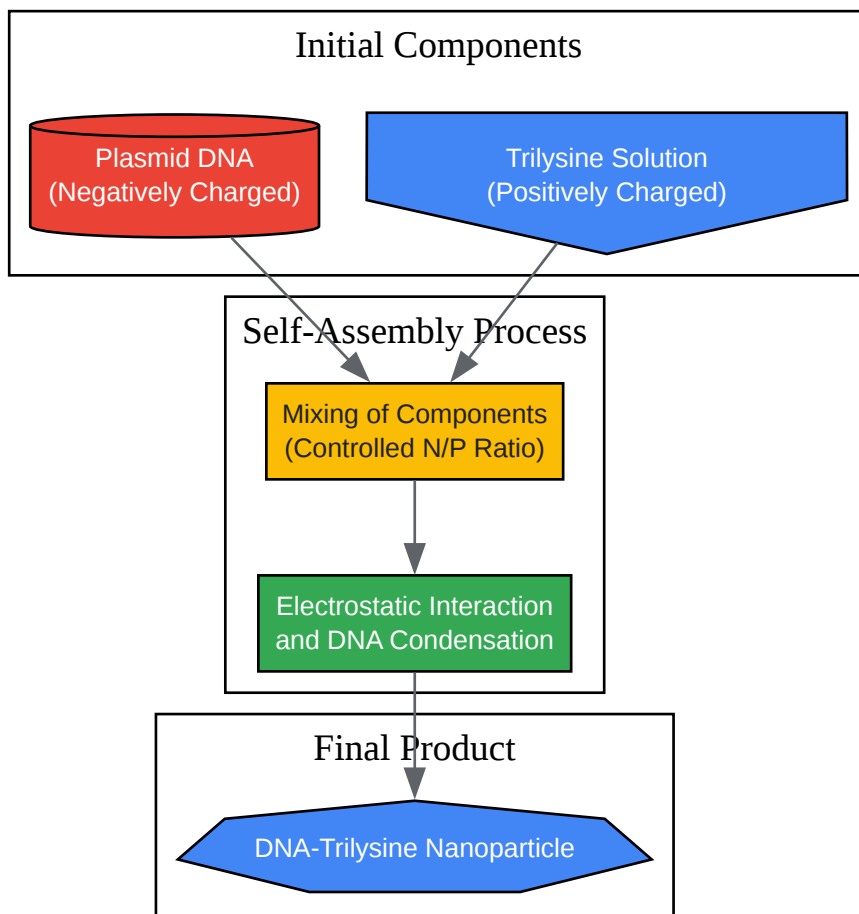 Initial Components
Plasmid DNA
(Negatively Charged)
Trilysine Solution
(Positively Charged)
Self-Assembly Process
Mixing of Components
(Controlled N/P Ratio)
Electrostatic Interaction
and DNA Condensation
Final Product
DNA-Trilysine Nanoparticle